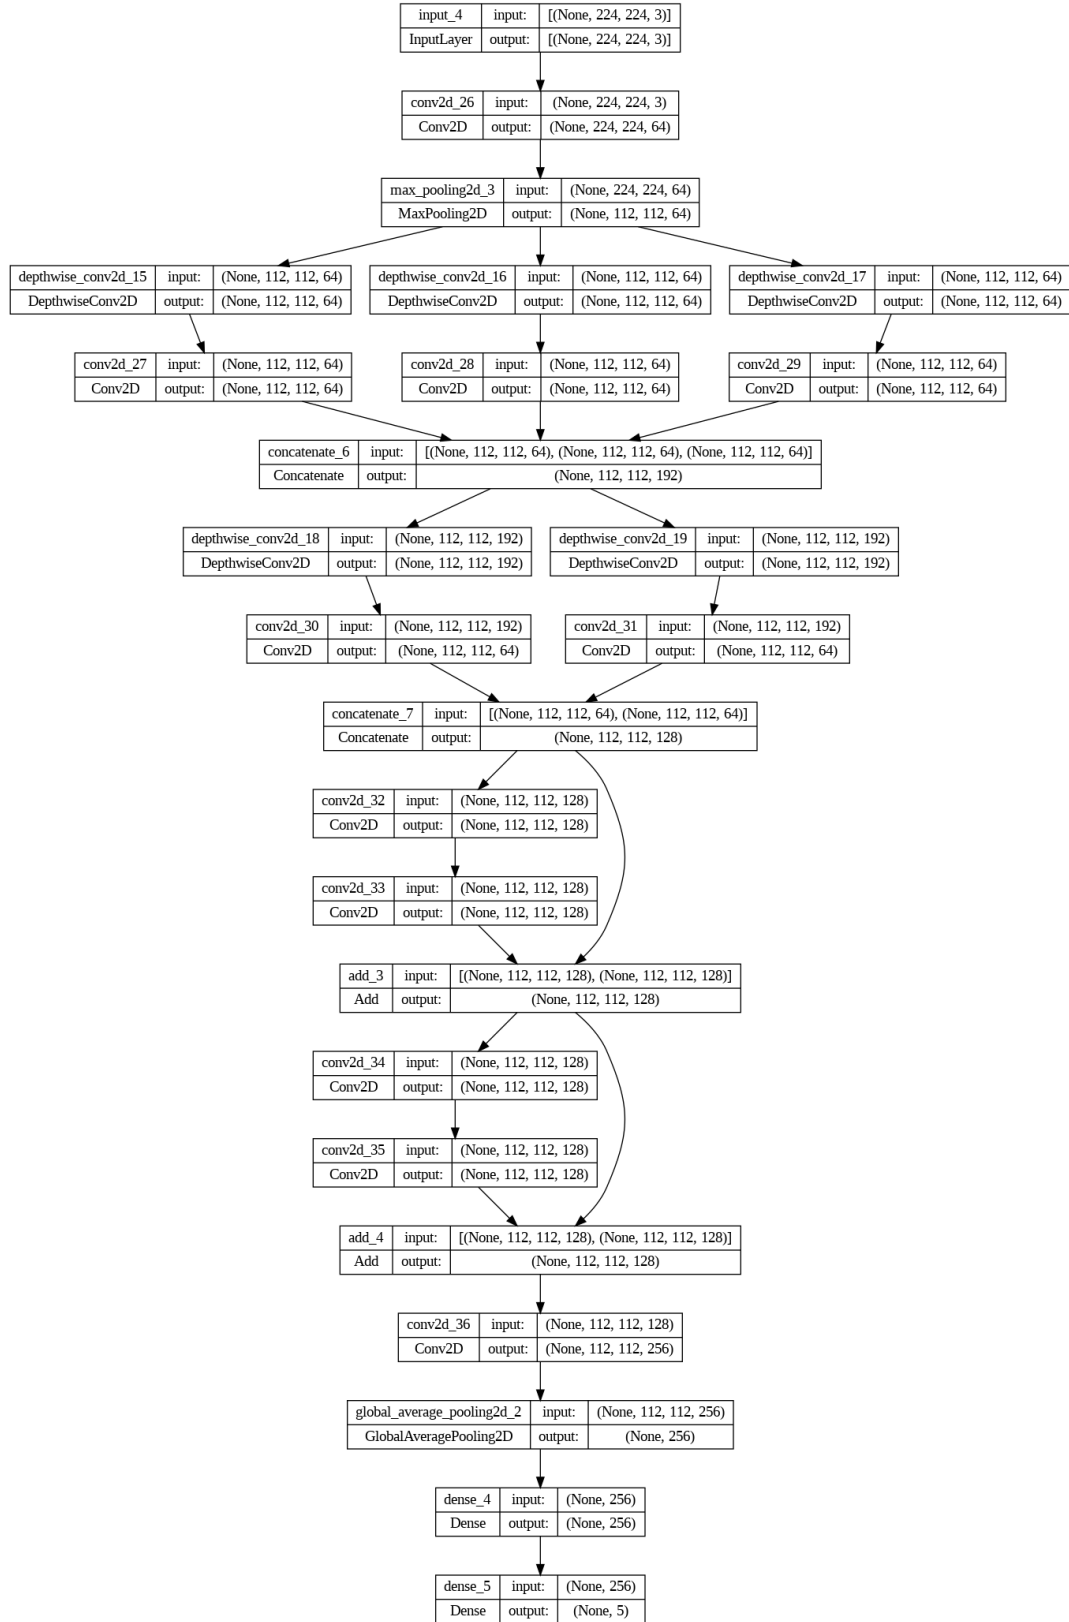 input_4 input: [(None, 224, 224, 3)]
InputLayer output: [(None, 224, 224, 3)]
conv2d_26 input: (None, 224, 224, 3)
Conv2D output: (None, 224, 224, 64)
max_pooling2d_3 input: (None, 224, 224, 64)
MaxPooling2D output: (None, 112, 112, 64)
depthwise_conv2d_15 input: (None, 112, 112, 64)
DepthwiseConv2D output: (None, 112, 112, 64)
depthwise_conv2d_16 input: (None, 112, 112, 64)
DepthwiseConv2D output: (None, 112, 112, 64)
depthwise_conv2d_17 input: (None, 112, 112, 64)
DepthwiseConv2D output: (None, 112, 112, 64)
conv2d_27 input: (None, 112, 112, 64)
Conv2D output: (None, 112, 112, 64)
conv2d_28 input: (None, 112, 112, 64)
Conv2D output: (None, 112, 112, 64)
conv2d_29 input: (None, 112, 112, 64)
Conv2D output: (None, 112, 112, 64)
concatenate_6 input: [(None, 112, 112, 64), (None, 112, 112, 64), (None, 112, 112, 64)]
Concatenate output: (None, 112, 112, 192)
depthwise_conv2d_18 input: (None, 112, 112, 192)
DepthwiseConv2D output: (None, 112, 112, 192)
depthwise_conv2d_19 input: (None, 112, 112, 192)
DepthwiseConv2D output: (None, 112, 112, 192)
conv2d_30 input: (None, 112, 112, 192)
Conv2D output: (None, 112, 112, 64)
conv2d_31 input: (None, 112, 112, 192)
Conv2D output: (None, 112, 112, 64)
concatenate_7 input: [(None, 112, 112, 64), (None, 112, 112, 64)]
Concatenate output: (None, 112, 112, 128)
conv2d_32 input: (None, 112, 112, 128)
Conv2D output: (None, 112, 112, 128)
conv2d_33 input: (None, 112, 112, 128)
Conv2D output: (None, 112, 112, 128)
add_3 input: [(None, 112, 112, 128), (None, 112, 112, 128)]
Add output: (None, 112, 112, 128)
conv2d_34 input: (None, 112, 112, 128)
Conv2D output: (None, 112, 112, 128)
conv2d_35 input: (None, 112, 112, 128)
Conv2D output: (None, 112, 112, 128)
add_4 input: [(None, 112, 112, 128), (None, 112, 112, 128)]
Add output: (None, 112, 112, 128)
conv2d_36 input: (None, 112, 112, 128)
Conv2D output: (None, 112, 112, 256)
global_average_pooling2d_2 input: (None, 112, 112, 256)
GlobalAveragePooling2D output: (None, 256)
dense_4 input: (None, 256)
Dense output: (None, 256)
dense_5 input: (None, 256)
Dense output: (None, 5)